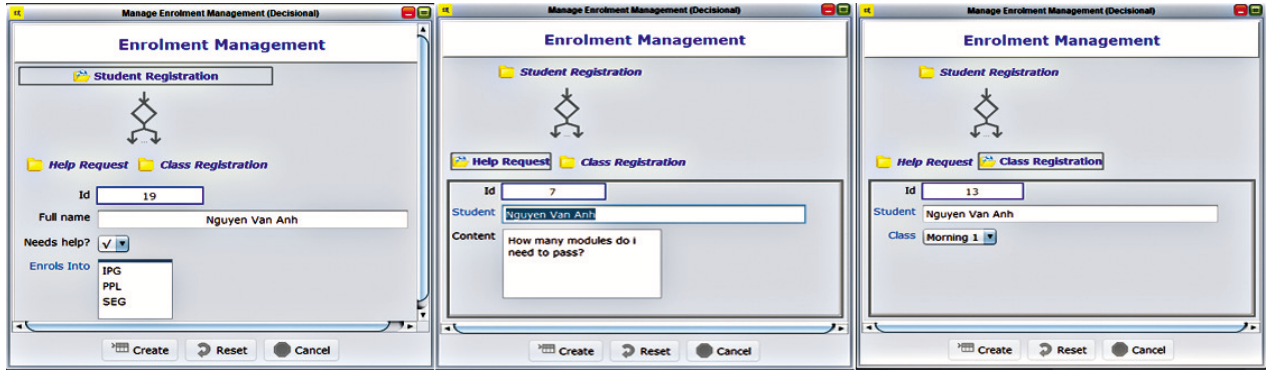 Manage Enrolment Management (Decisional)
Enrolment Management
Student Registration
...
Help Request Class Registration
Id 19
Full name Nguyen Van Anh
Needs help? √
Enrols Into
IPG
PPL
SEG
Create Reset Cancel
Manage Enrolment Management (Decisional)
Enrolment Management
Student Registration
...
Help Request Class Registration
Id 7
Student Nguyen Van Anh
Content How many modules do i
need to pass?
Create Reset Cancel
Manage Enrolment Management (Decisional)
Enrolment Management
Student Registration
...
Help Request Class Registration
Id 13
Student Nguyen Van Anh
Class Morning 1
Create Reset Cancel